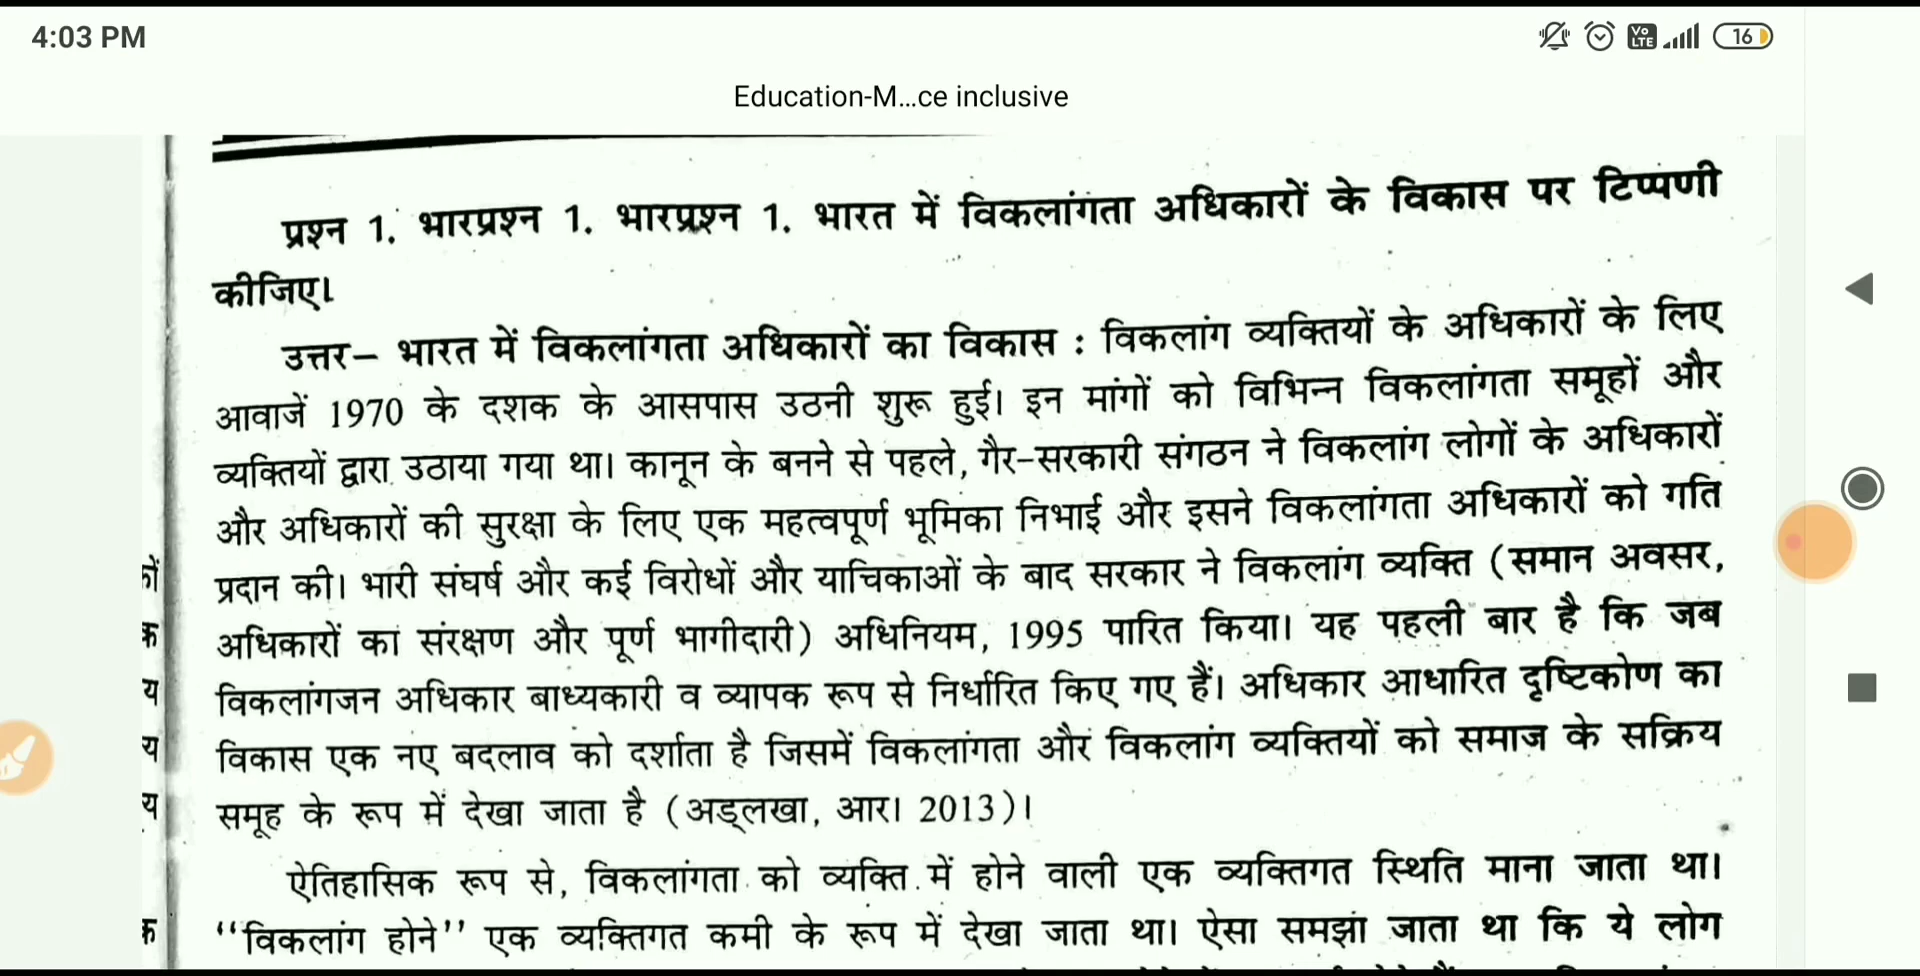 4:03 PM
Vo LTE
16
Education-M...ce inclusive
प्रश्न 1. भारप्रश्न 1. भारप्रश्न 1. भारत में विकलांगता अधिकारों के विकास पर टिप्पणी
कीजिए।
उत्तर– भारत में विकलांगता अधिकारों का विकास : विकलांग व्यक्तियों के अधिकारों के लिए
आवाजें 1970 के दशक के आसपास उठनी शुरू हुई। इन मांगों को विभिन्न विकलांगता समूहों और
व्यक्तियों द्वारा उठाया गया था। कानून के बनने से पहले, गैर-सरकारी संगठन ने विकलांग लोगों के अधिकारों
और अधिकारों की सुरक्षा के लिए एक महत्वपूर्ण भूमिका निभाई और इसने विकलांगता अधिकारों को गति
प्रदान की। भारी संघर्ष और कई विरोधों और याचिकाओं के बाद सरकार ने विकलांग व्यक्ति (समान अवसर,
अधिकारों का संरक्षण और पूर्ण भागीदारी) अधिनियम, 1995 पारित किया। यह पहली बार है कि जब
विकलांगजन अधिकार बाध्यकारी व व्यापक रूप से निर्धारित किए गए हैं। अधिकार आधारित दृष्टिकोण का
विकास एक नए बदलाव को दर्शाता है जिसमें विकलांगता और विकलांग व्यक्तियों को समाज के सक्रिय
समूह के रूप में देखा जाता है (अड्लखा, आर। 2013)।
ऐतिहासिक रूप से, विकलांगता को व्यक्ति में होने वाली एक व्यक्तिगत स्थिति माना जाता था।
‘‘विकलांग होने’’ एक व्यक्तिगत कमी के रूप में देखा जाता था। ऐसा समझा जाता था कि ये लोग